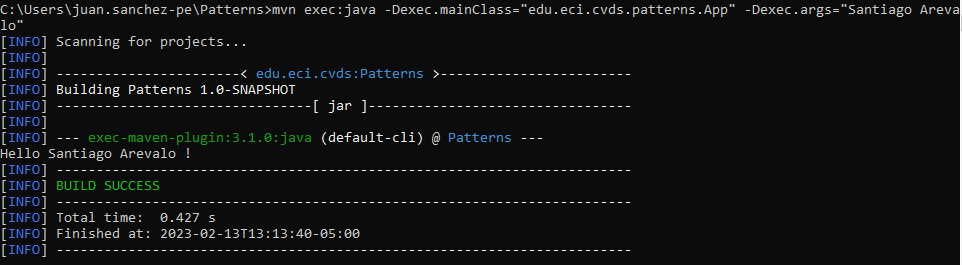 C:\Users\juan.sanchez-pe\Patterns>mvn exec:java -Dexec.mainClass="edu.eci.cvds.patterns.App" -Dexec.args="Santiago Areva
lo"
[INFO] Scanning for projects...
[INFO]
[INFO] -----------------------< edu.eci.cvds:Patterns >------------------------
[INFO] Building Patterns 1.0-SNAPSHOT
[INFO] --------------------------------[ jar ]---------------------------------
[INFO]
[INFO] --- exec-maven-plugin:3.1.0:java (default-cli) @ Patterns ---
Hello Santiago Arevalo !
[INFO] ------------------------------------------------------------------------
[INFO] BUILD SUCCESS
[INFO] ------------------------------------------------------------------------
[INFO] Total time:  0.427 s
[INFO] Finished at: 2023-02-13T13:13:40-05:00
[INFO] ------------------------------------------------------------------------